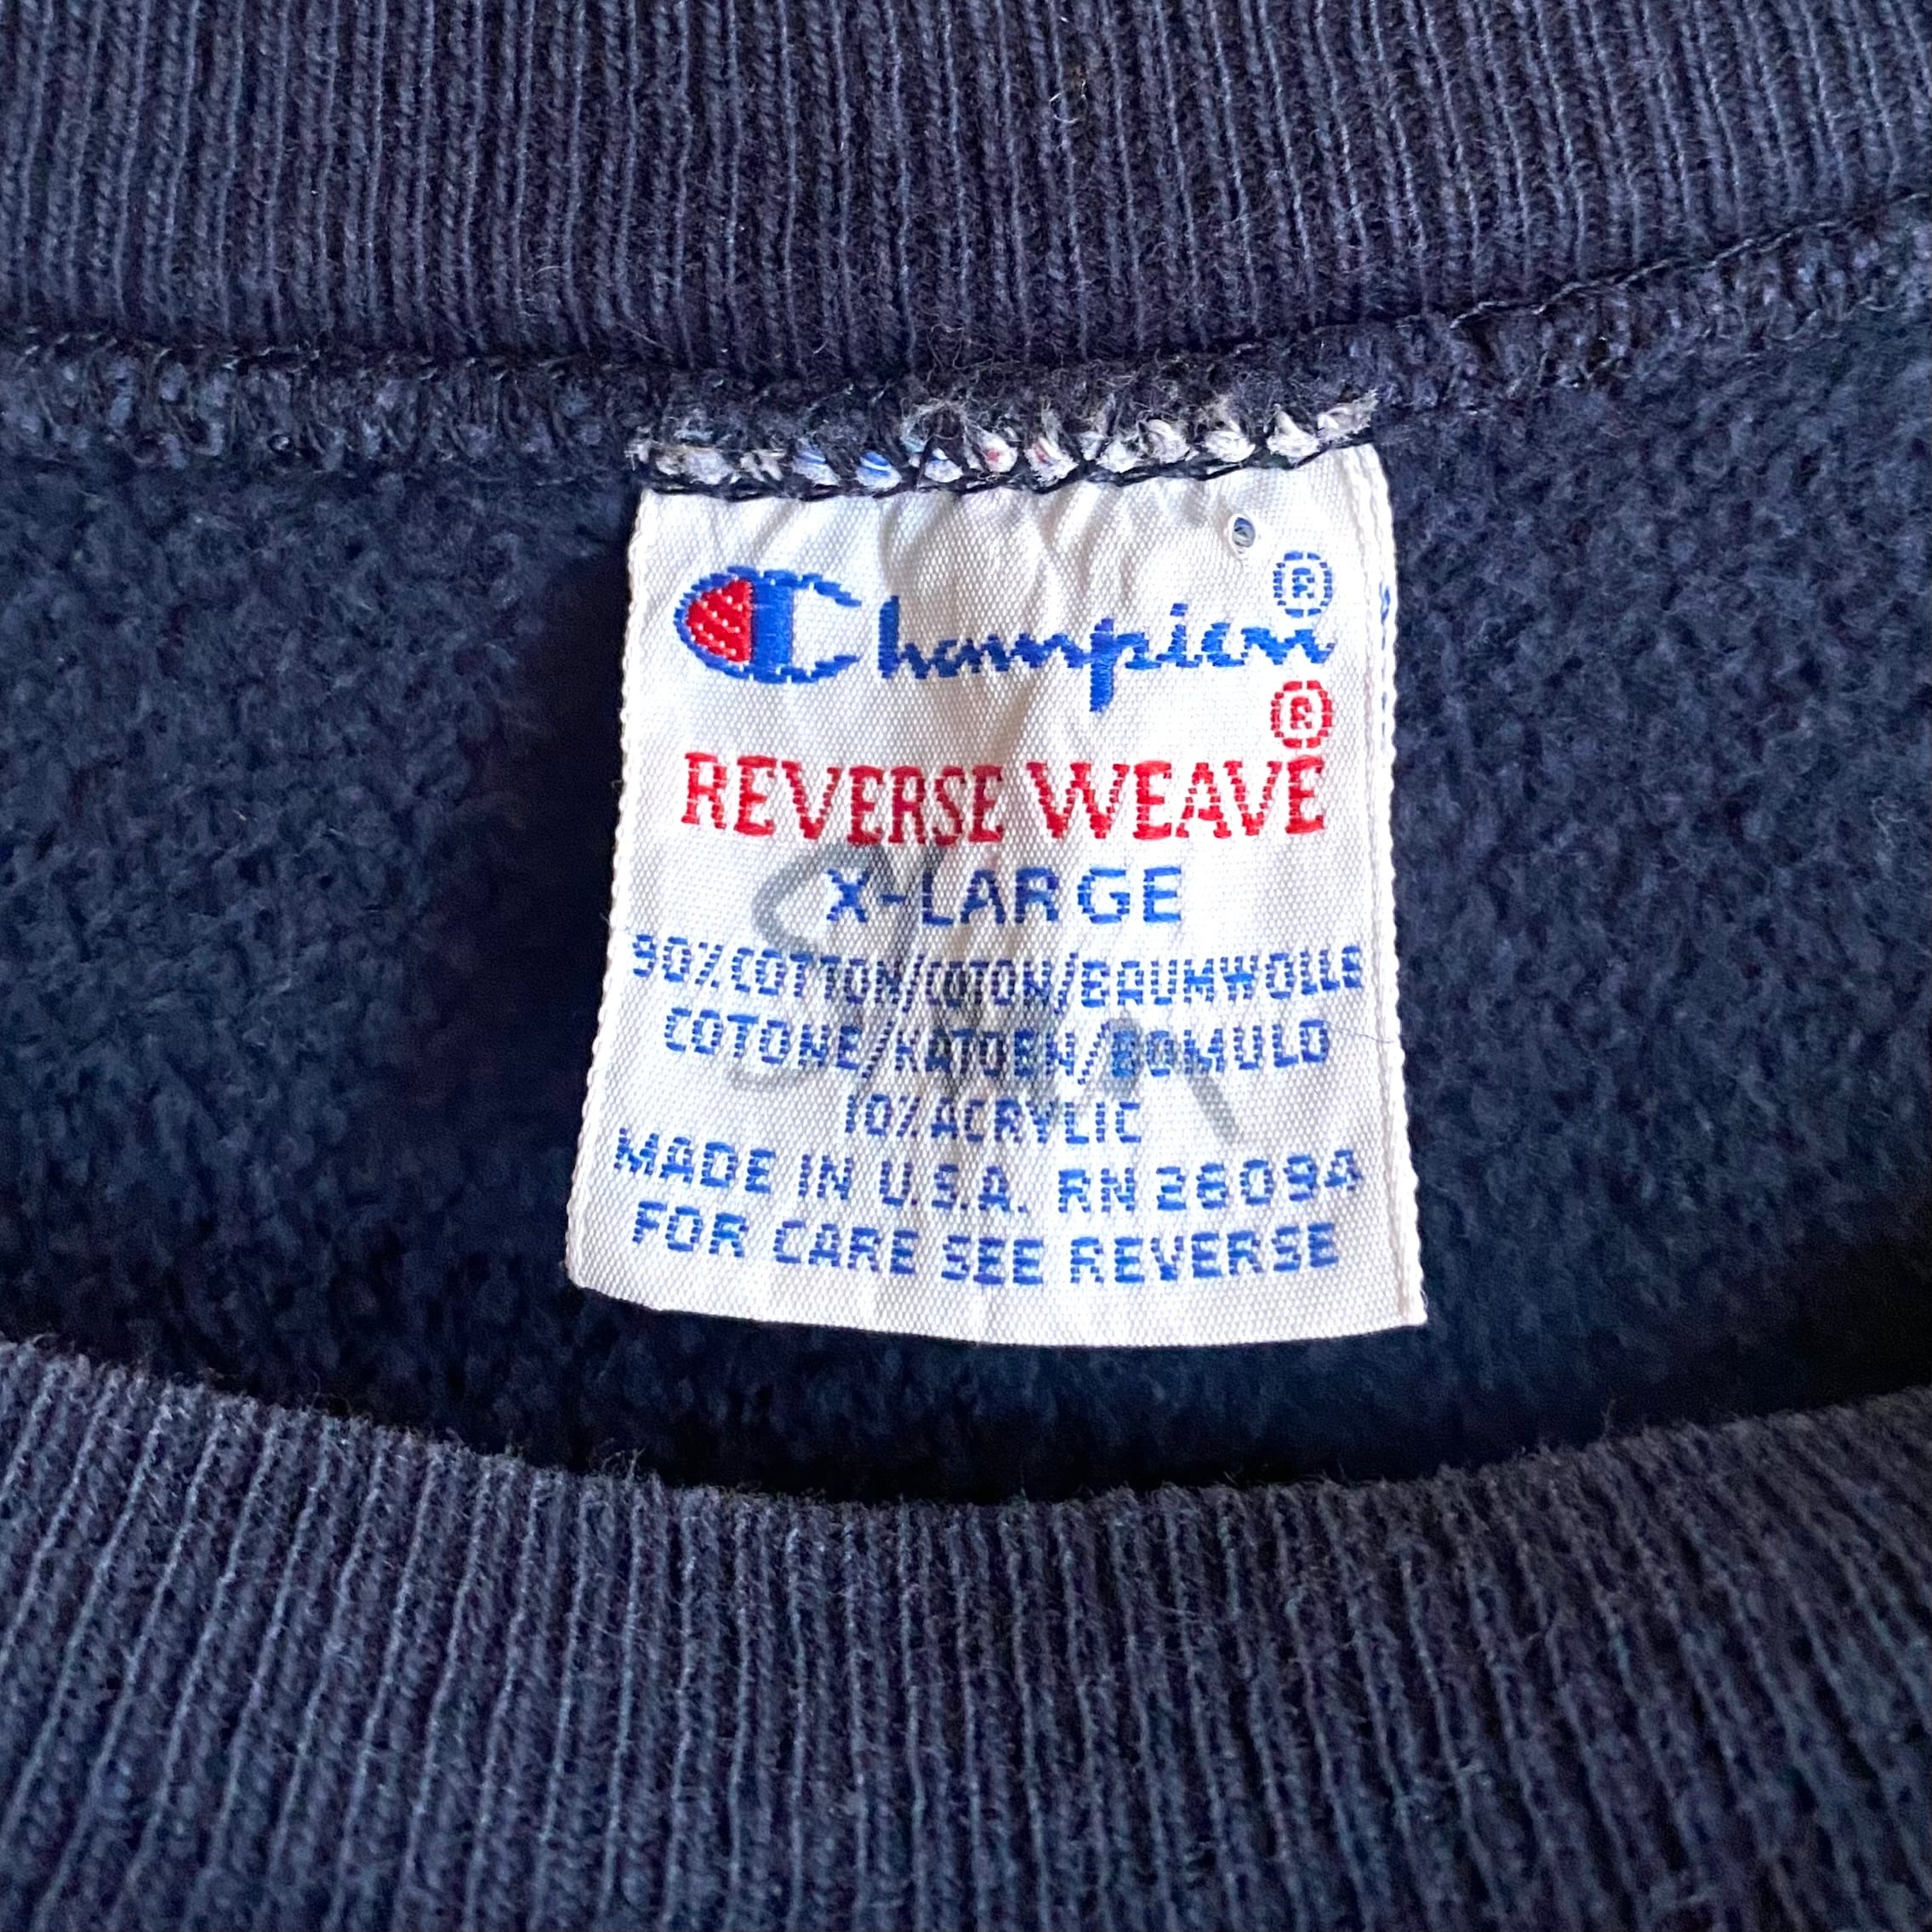 Champion®
®
REVERSE WEAVE
X-LARGE
90% COTTON/COTON/BAUMWOLLE
COTONE/KATOEN/BOMULD
10% ACRYLIC
MADE IN U.S.A. RN 26094
FOR CARE SEE REVERSE